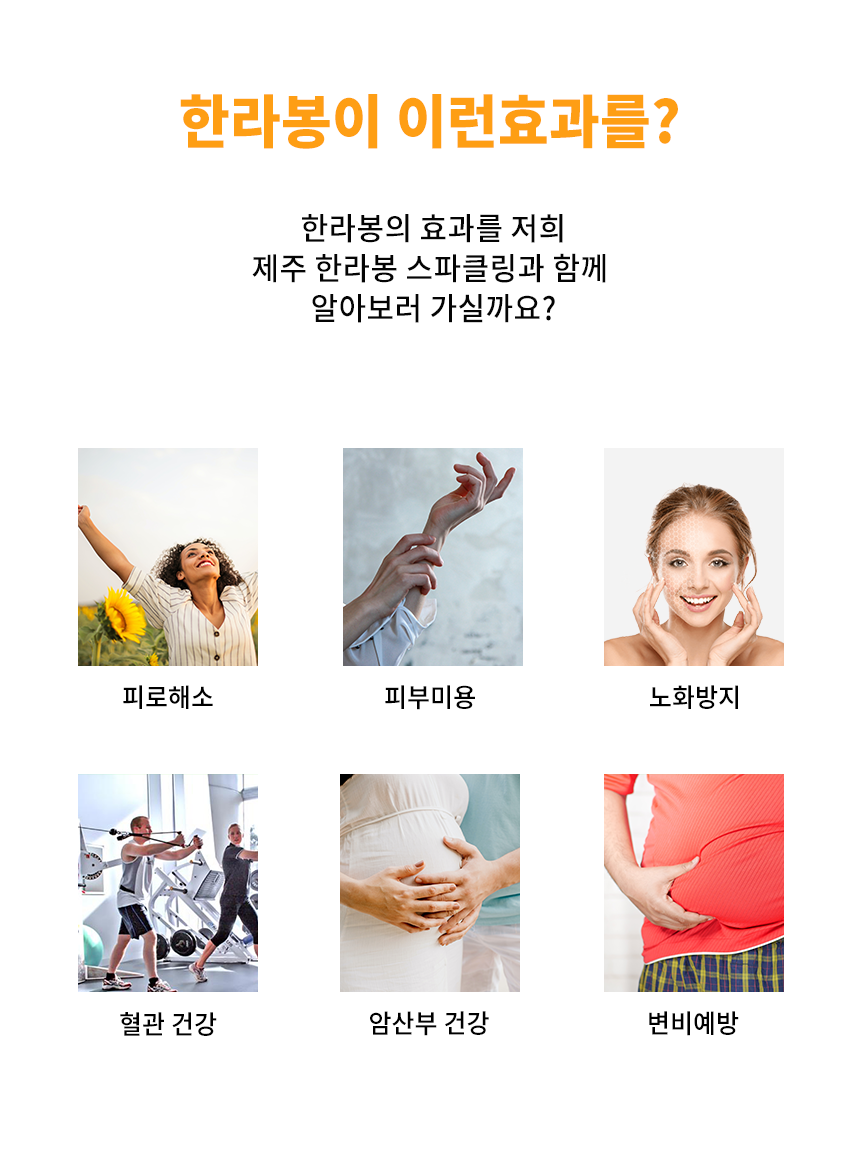 한라봉이 이런효과를?
한라봉의 효과를 저희
제주 한라봉 스파클링과 함께
알아보러 가실까요?
피로해소
피부미용
노화방지
혈관 건강
암산부 건강
변비예방